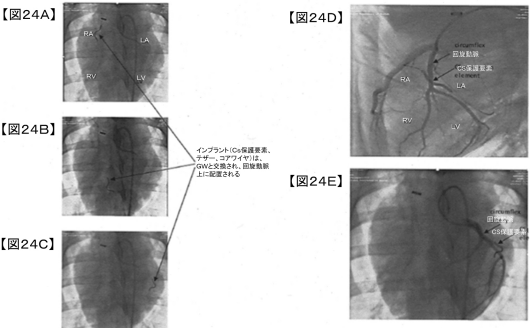 【図24A】
RA
LA
RV
LV
【図24B】
【図24C】
インプラント(Cs保護要素、
テザー、コアワイヤ)は、
GWと交換され、回旋動脈
上に配置される
【図24D】
circumflex
回旋動脈
CS保護要素
element
RA
LA
RV
LV
【図24E】
CS保護要素